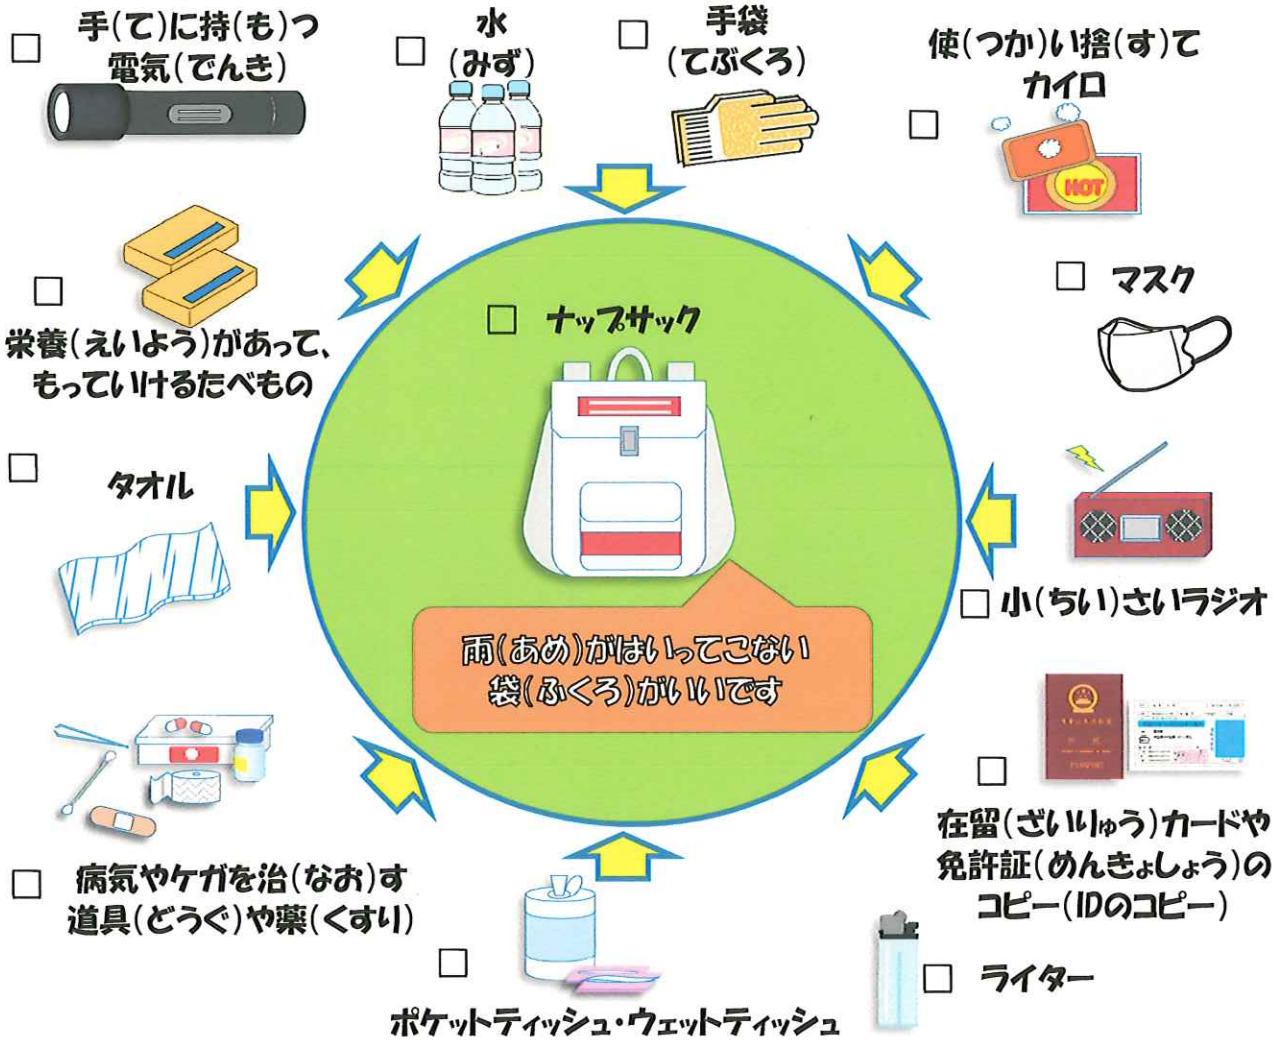 手(て)に持(も)つ
電気(でんき)
水
(みず)
手袋
(てぶくろ)
使(つか)い捨(す)て
カイロ
HOT
栄養(えいよう)があって、
もっていけるたべもの
ナップサック
マスク
タオル
小(ちい)さいラジオ
雨(あめ)がはいってこない
袋(ふくろ)がいいです
病気やケガを治(なお)す
道具(どうぐ)や薬(くすり)
在留(ざいりゅう)カードや
免許証(めんきょしょう)の
コピー(IDのコピー)
ポケットティッシュ・ウェットティッシュ
ライター